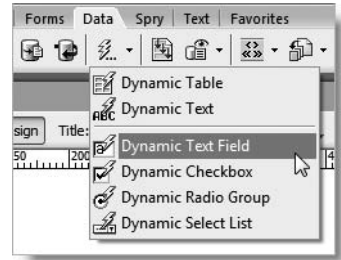 Forms Data Spry Text Favorites
Dynamic Table
Dynamic Text
sign Title:
Dynamic Text Field
50 200
Dynamic Checkbox
Dynamic Radio Group
Dynamic Select List